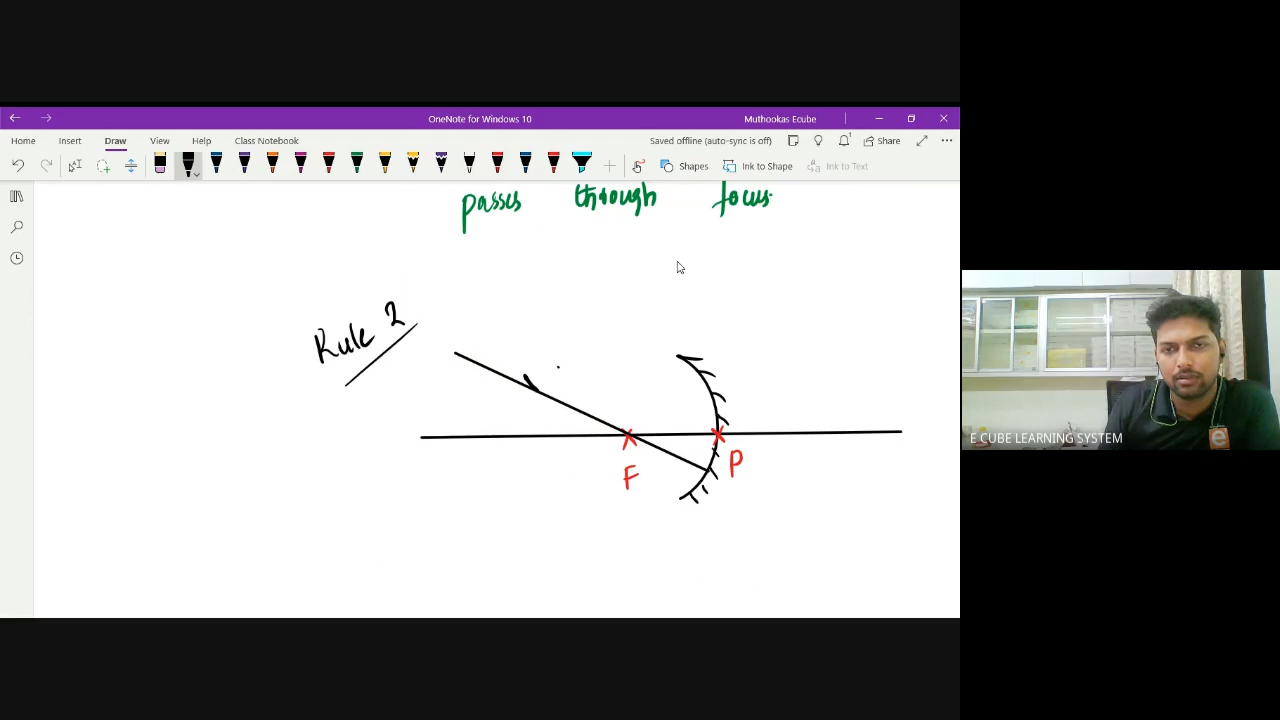 OneNote for Windows 10
Muthookas Ecube
Home Insert Draw View Help Class Notebook
Saved offline (auto-sync is off)
Share
Shapes
Ink to Shape
Ink to Text
passes through focus.
Rule 2
F
P
E CUBE LEARNING SYSTEM
e